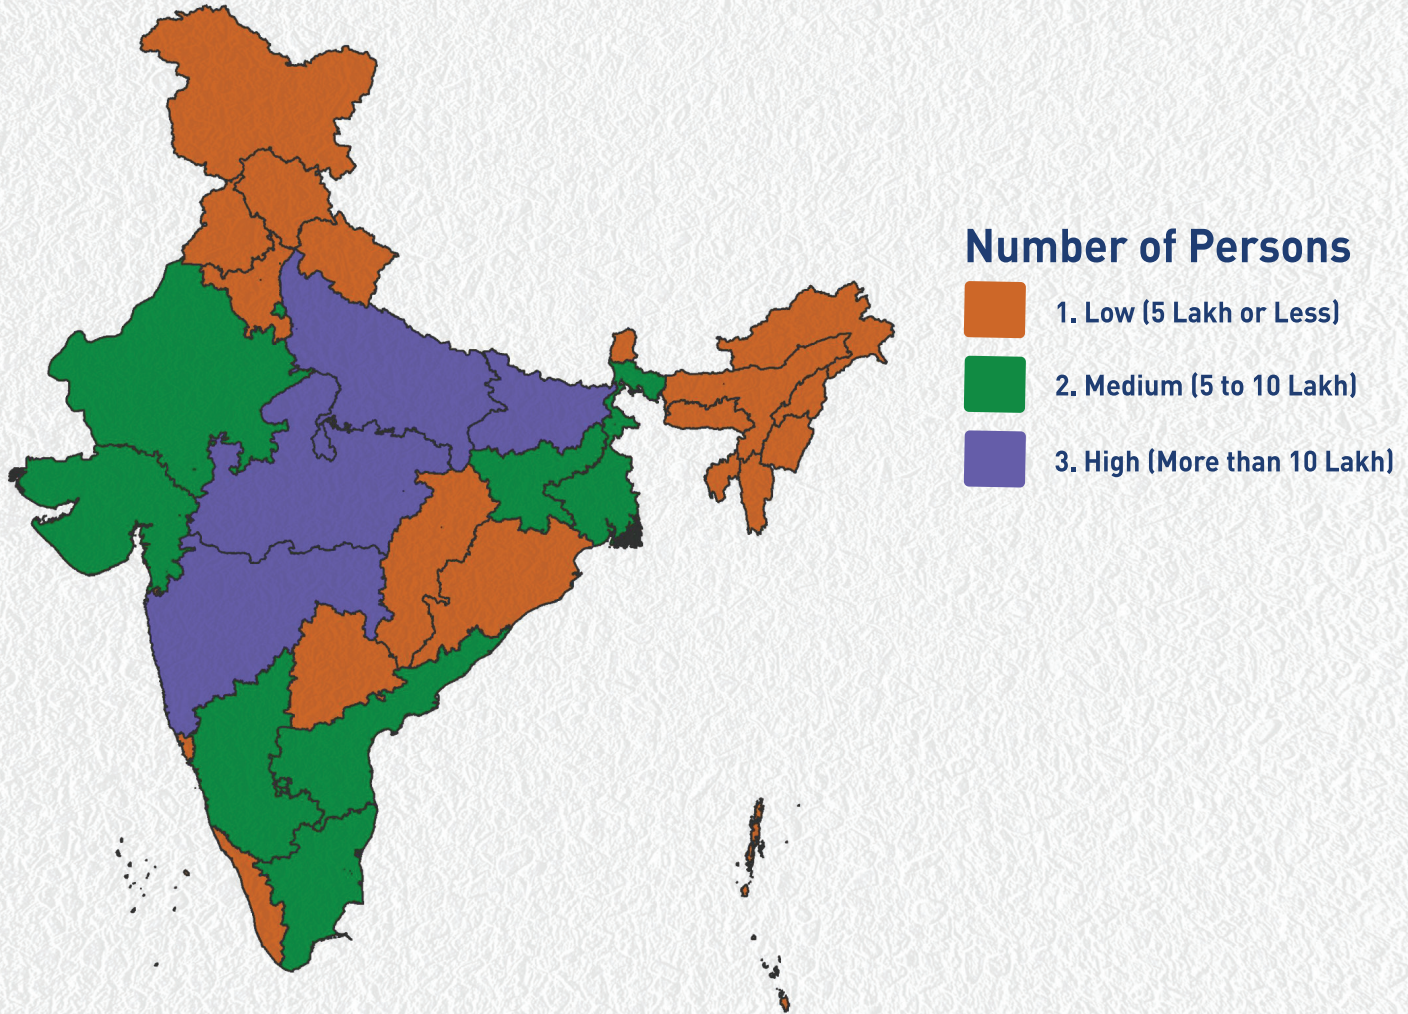 Number of Persons
1. Low (5 Lakh or Less)
2. Medium (5 to 10 Lakh)
3. High (More than 10 Lakh)